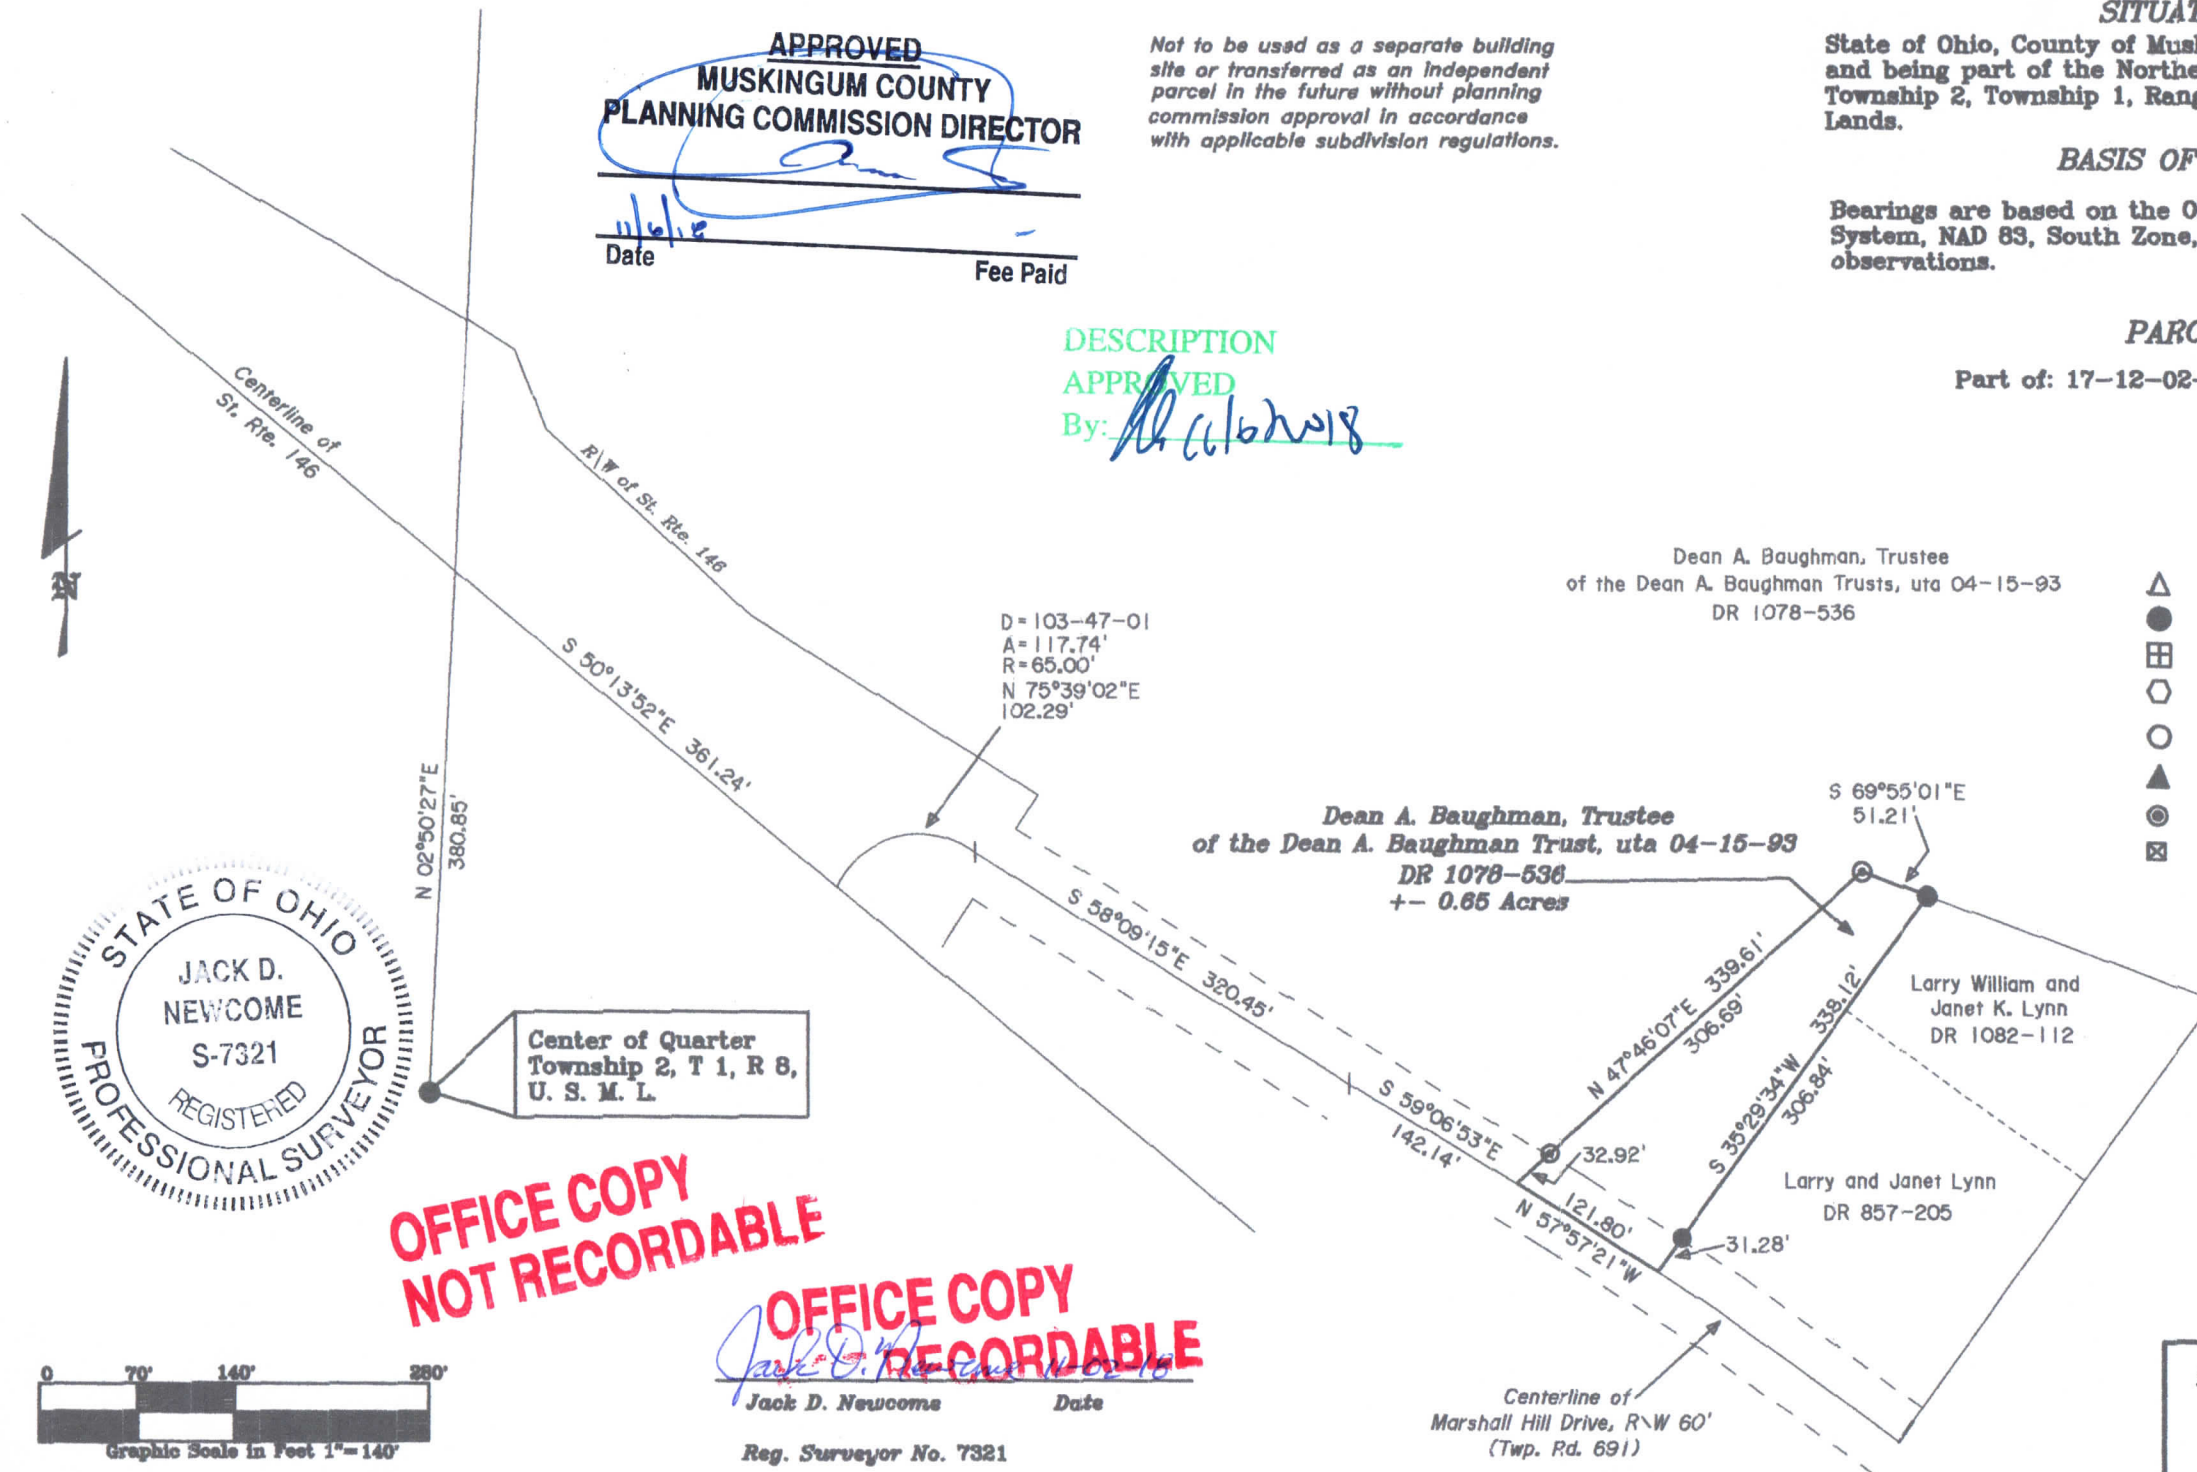 APPROVED
MUSKINGUM COUNTY
PLANNING COMMISSION DIRECTOR
11/6/18
Date
Fee Paid
Not to be used as a separate building
site or transferred as an independent
parcel in the future without planning
commission approval in accordance
with applicable subdivision regulations.
SITUAT
State of Ohio, County of Musk
and being part of the Northe
Township 2, Township 1, Rang
Lands.
BASIS OF
Bearings are based on the O
System, NAD 83, South Zone,
observations.
PARC
Part of: 17-12-02-
DESCRIPTION
APPROVED
By:
Centerline of
St. Rte. 146
R\W of St. Rte. 146
N
S 50°13'52"E 361.24'
N 02°50'27"E
380.85'
D=103-47-01
A=117.74'
R=65.00'
N 75°39'02"E
102.29'
Dean A. Baughman, Trustee
of the Dean A. Baughman Trusts, uta 04-15-93
DR 1078-536
S 69°55'01"E
51.21'
Dean A. Baughman, Trustee
of the Dean A. Baughman Trust, uta 04-15-93
DR 1078-536
+- 0.65 Acres
S 58°09'15"E 320.45'
S 59°06'53"E
142.14'
N 47°46'07"E 339.61'
306.69'
S 35°29'34"W 338.12'
306.84'
Larry William and
Janet K. Lynn
DR 1082-112
Larry and Janet Lynn
DR 857-205
32.92'
121.80'
N 57°57'21"W
31.28'
Centerline of
Marshall Hill Drive, R\W 60'
(Twp. Rd. 691)
Center of Quarter
Township 2, T 1, R 8,
U. S. M. L.
STATE OF OHIO
JACK D.
NEWCOME
S-7321
REGISTERED
PROFESSIONAL SURVEYOR
OFFICE COPY
NOT RECORDABLE
OFFICE COPY
RECORDABLE
Jack D. Newcome 11-02-18
Jack D. Newcome Date
Reg. Surveyor No. 7321
0 70' 140' 280'
Graphic Scale in Feet 1"=140'